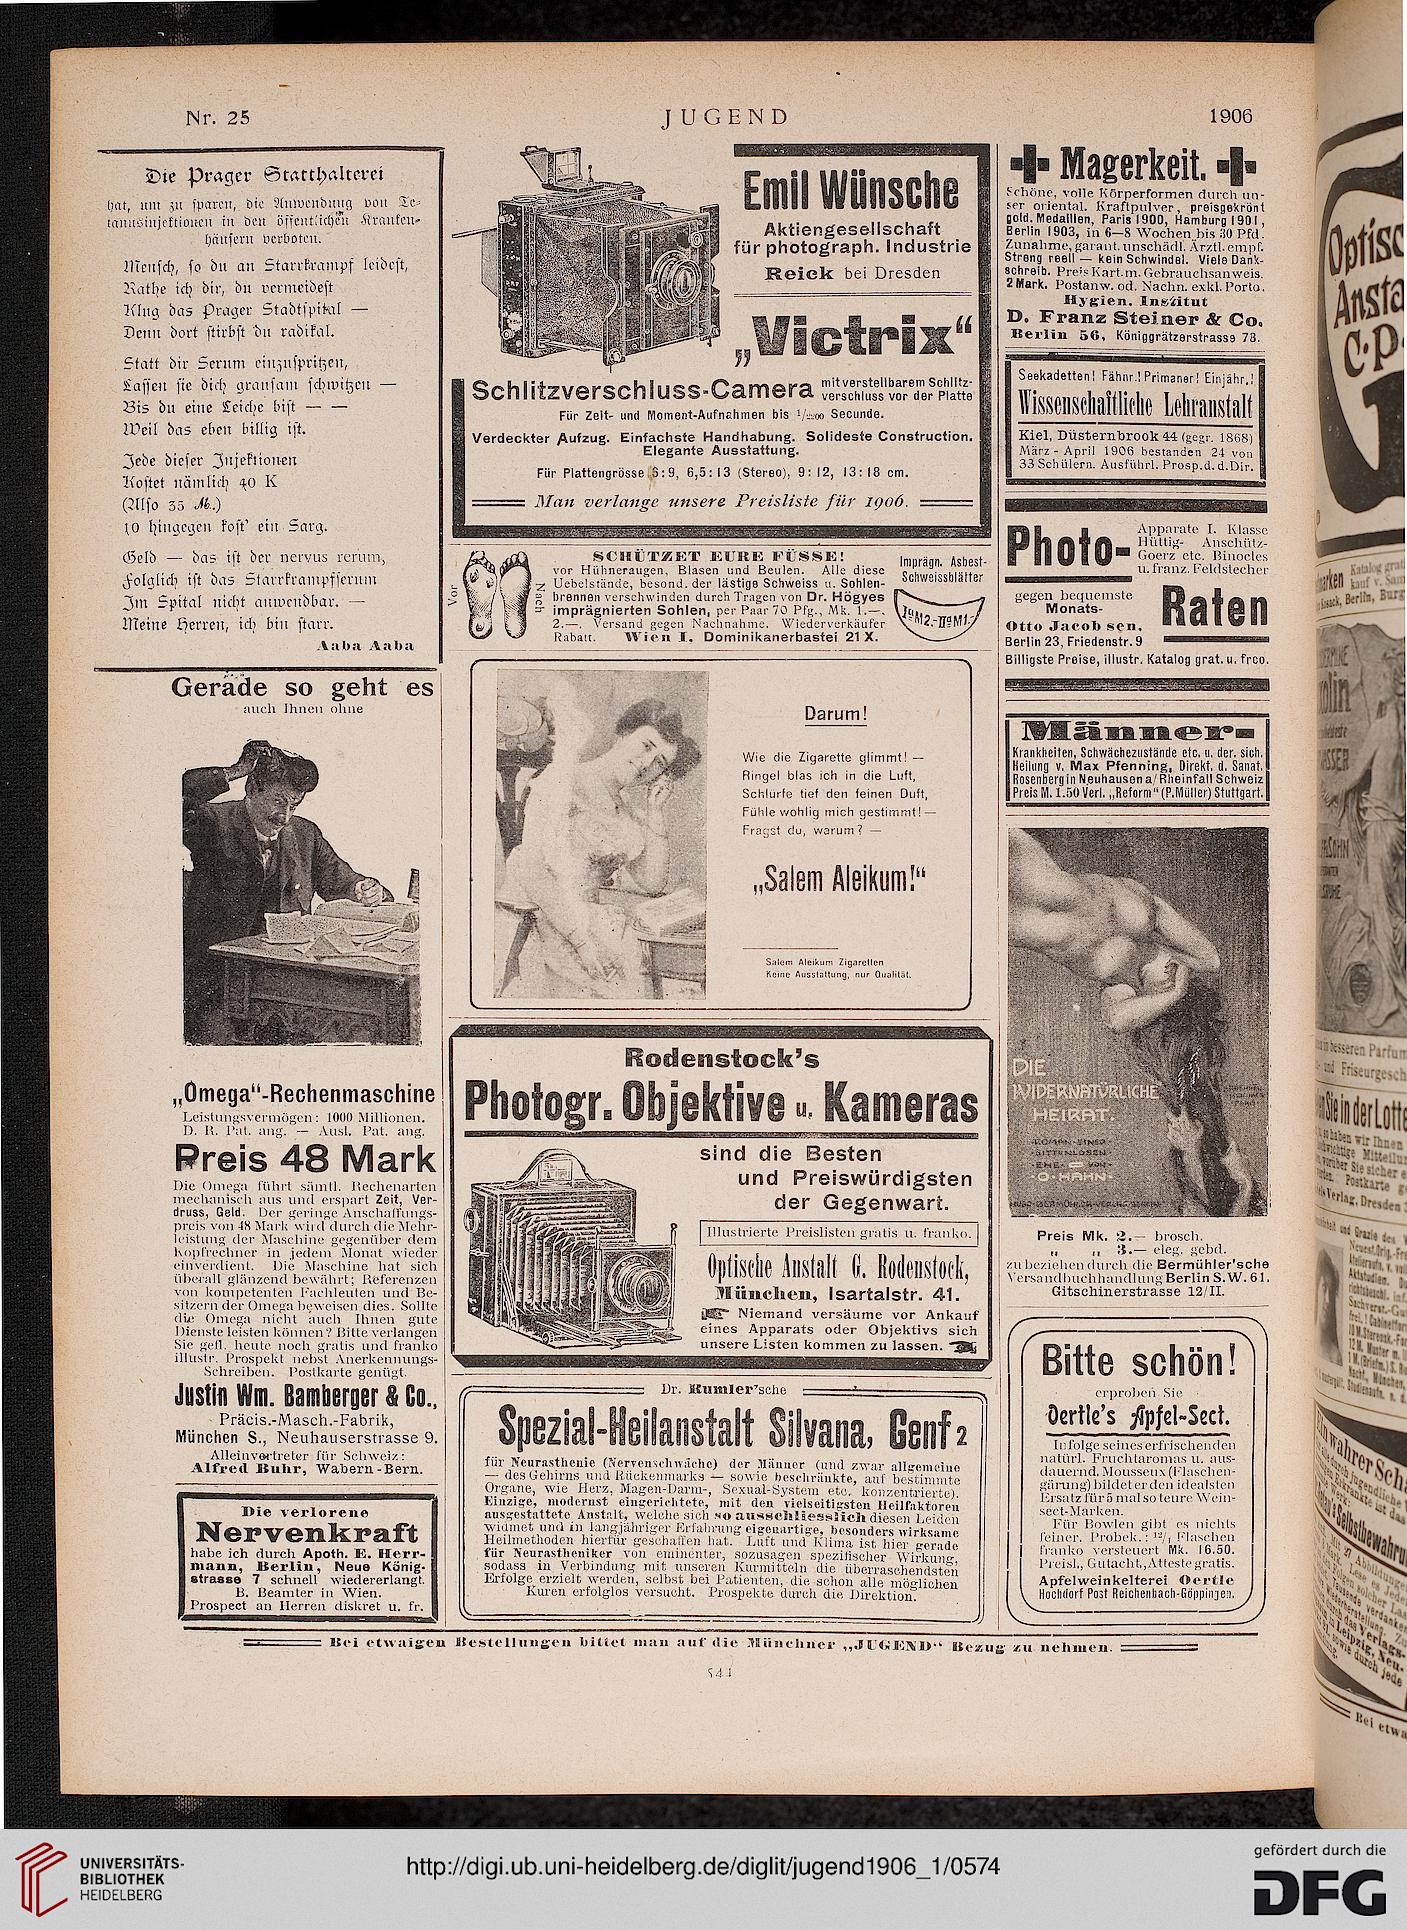 Nr. 25
JUGEND
1906
Die Prager Statthalterei
hat, um zu sparen, die Anwendung von Te-
tanusinjektionen in den öffentlichen Kranken-
häusern verboten.
Mensch, so du an Starrkrampf leidest,
Rathe ich dir, du vermeidest
Klug das Prager Stadtspital —
Denn dort stirbst du radikal.
Statt dir Serum einzuspritzen,
Lassen sie dich grausam schwitzen —
Bis du eine Leiche bist — —
Weil das eben billig ist.
Jede dieser Injektionen
Kostet nämlich 40 K
(Also 35 M.)
10 hingegen kost' ein Sarg.
Geld — das ist der nervus rerum,
Folglich ist das Starrkrampfserum
Im Spital nicht anwendbar. —
Meine Herren, ich bin starr.
Aaba Aaba
Gerade so geht es
auch Ihnen ohne
„Omega“-Rechenmaschine
Leistungsvermögen: 1000 Millionen.
D. R. Pat. ang. — Ausl. Pat. ang.
Preis 48 Mark
Die Omega führt sämtl. Rechenarten
mechanisch aus und erspart Zeit, Ver-
druss, Geld. Der geringe Anschaffungs-
preis von 48 Mark wird durch die Mehr-
leistung der Maschine gegenüber dem
Kopfrechner in jedem Monat wieder
einverdient. Die Maschine hat sich
überall glänzend bewährt; Referenzen
von kompetenten Fachleuten und Be-
sitzern der Omega beweisen dies. Sollte
die Omega nicht auch Ihnen gute
Dienste leisten können? Bitte verlangen
Sie gefl. heute noch gratis und franko
illustr. Prospekt nebst Anerkennungs-
Schreiben. Postkarte genügt.
Justin Wm. Bamberger & Co.,
Präcis.-Masch.-Fabrik,
München S., Neuhauserstrasse 9.
Alleinvertreter für Schweiz:
Alfred Buhr, Wabern-Bern.
Die verlorene
Nervenkraft
habe ich durch Apoth. E. Herr-
mann, Berlin, Neue König-
strasse 7 schnell wiedererlangt.
B. Beamter in Wien.
Prospect an Herren diskret u. fr.
Emil Wünsche
Aktiengesellschaft
für photograph. Industrie
Reick bei Dresden
„Victrix“
Schlitzverschluss-Camera mit verstellbarem Schlitz-
verschluss vor der Platte
Für Zeit- und Moment-Aufnahmen bis 1/2200 Secunde.
Verdeckter Aufzug. Einfachste Handhabung. Solideste Construction.
Elegante Ausstattung.
Für Plattengrösse 6:9, 6,5:13 (Stereo), 9:12, 13:18 cm.
Man verlange unsere Preisliste für 1906.
Vor
Nach
SCHÜTZET EURE FÜSSE!
vor Hühneraugen, Blasen und Beulen. Alle diese
Uebelstände, besond. der lästige Schweiss u. Sohlen-
brennen verschwinden durch Tragen von Dr. Högyes
imprägnierten Sohlen, per Paar 70 Pfg., Mk. 1.—,
2.—. Versand gegen Nachnahme. Wiederverkäufer
Rabatt. Wien I. Dominikanerbastei 21 X.
Imprägn. Asbest-
Schweissblätter
Ia M2.- IIa M1.-
Darum!
Wie die Zigarette glimmt! —
Ringel blas ich in die Luft,
Schlürfe tief den feinen Duft,
Fühle wohlig mich gestimmt! —
Fragst du, warum? —
„Salem Aleikum!“
Salem Aleikum Zigaretten
Keine Ausstattung, nur Qualität.
Rodenstock's
Photogr. Objektive u. Kameras
sind die Besten
und Preiswürdigsten
der Gegenwart.
Illustrierte Preislisten gratis u. franko.
Optische Anstalt G. Rodenstock,
München, Isartalstr. 41.
Niemand versäume vor Ankauf
eines Apparats oder Objektivs sich
unsere Listen kommen zu lassen.
Dr. Rumler'sche
Spezial-Heilanstalt Silvana, Genf 2
für Neurasthenie (Nervenschwäche) der Männer (und zwar allgemeine
— des Gehirns und Rückenmarks — sowie beschränkte, auf bestimmte
Organe, wie Herz, Magen-Darm-, Sexual-System etc. konzentrierte).
Einzige, modernst eingerichtete, mit den vielseitigsten Heilfaktoren
ausgestattete Anstalt, welche sich so ausschliesslich diesen Leiden
widmet und in langjähriger Erfahrung eigenartige, besonders wirksame
Heilmethoden hierfür geschaffen hat. Luft und Klima ist hier gerade
für Neurastheniker von eminenter, sozusagen spezifischer Wirkung,
sodass in Verbindung mit unseren Kurmitteln die überraschendsten
Erfolge erzielt werden, selbst bei Patienten, die schon alle möglichen
Kuren erfolglos versucht. Prospekte durch die Direktion.
Magerkeit.
Schöne, volle Körperformen durch un-
ser oriental. Kraftpulver, preisgekrönt
gold. Medaillen, Paris 1900, Hamburg 1901,
Berlin 1903, in 6—8 Wochen bis 30 Pfd.
Zunahme, garant. unschädl. Ärztl. empf.
Streng reell — kein Schwindel. Viele Dank-
schreib. Preis Kart. m. Gebrauchsanweis.
2 Mark. Postanw. od. Nachn. exkl. Porto.
Hygien. Institut
D. Franz Steiner & Co.
Berlin 56, Königgrätzerstrasse 78.
Seekadetten! Fähnr.! Primaner! Einjähr.!
Wissenschaftliche Lehranstalt
Kiel, Düsternbrook 44 (gegr. 1868)
März - April 1906 bestanden 24 von
33 Schülern. Ausführl. Prosp. d. d. Dir.
Photo-
Apparate I. Klasse
Hüttig- Anschütz-
Goerz etc. Binocles
u. franz. Feldstecher
gegen bequemste
Monats-
Raten
Otto Jacob sen.
Berlin 23, Friedenstr. 9
Billigste Preise, illustr. Katalog grat. u. frco.
Männer-
Krankheiten, Schwächezustände etc. u. der. sich.
Heilung v. Max Pfenning, Direkt. d. Sanat.
Rosenberg in Neuhausen a/Rheinfall Schweiz
Preis M. 1.50 Verl. „Reform“ (P. Müller) Stuttgart.
DIE
WIDERNATÜRLICHE
HEIRAT.
ROMAN EINER
SITTENLOSEN
EHE VON
O. HAHN
Preis Mk. 2.— brosch.
„ „ 3.— eleg. gebd.
zu beziehen durch die Bermühler'sche
Versandbuchhandlung Berlin S.W. 61,
Gitschinerstrasse 12/II.
Bitte schön!
erproben Sie
Oertle's Apfel-Sect.
Infolge seines erfrischenden
natürl. Fruchtaromas u. aus-
dauernd. Mousseux (Flaschen-
gärung) bildet er den idealsten
Ersatz für 5 mal so teure Wein-
sect-Marken.
Für Bowlen gibt es nichts
feiner. Probek.: 12/1 Flaschen
franko versteuert Mk. 16.50.
Preisl., Gutacht., Atteste gratis.
Apfelweinkelterei Oertle
Hochdorf Post Reichenbach-Göppingen.
Bei etwaigen Bestellungen bittet man auf die Münchner „JUGEND“ Bezug zu nehmen.
544
Optisc
Ansta
C. P.
Katalog grat
kauf v. Sam
Berlin, Burg
besseren Parfum
und Friseurgesch
Sie in der Lotte
haben wir Ihnen
Postkarte
Verlag, Dresden
Bei etwa
UNIVERSITÄTS-
BIBLIOTHEK
HEIDELBERG
http://digi.ub.uni-heidelberg.de/diglit/jugend1906_1/0574
gefördert durch die
DFG